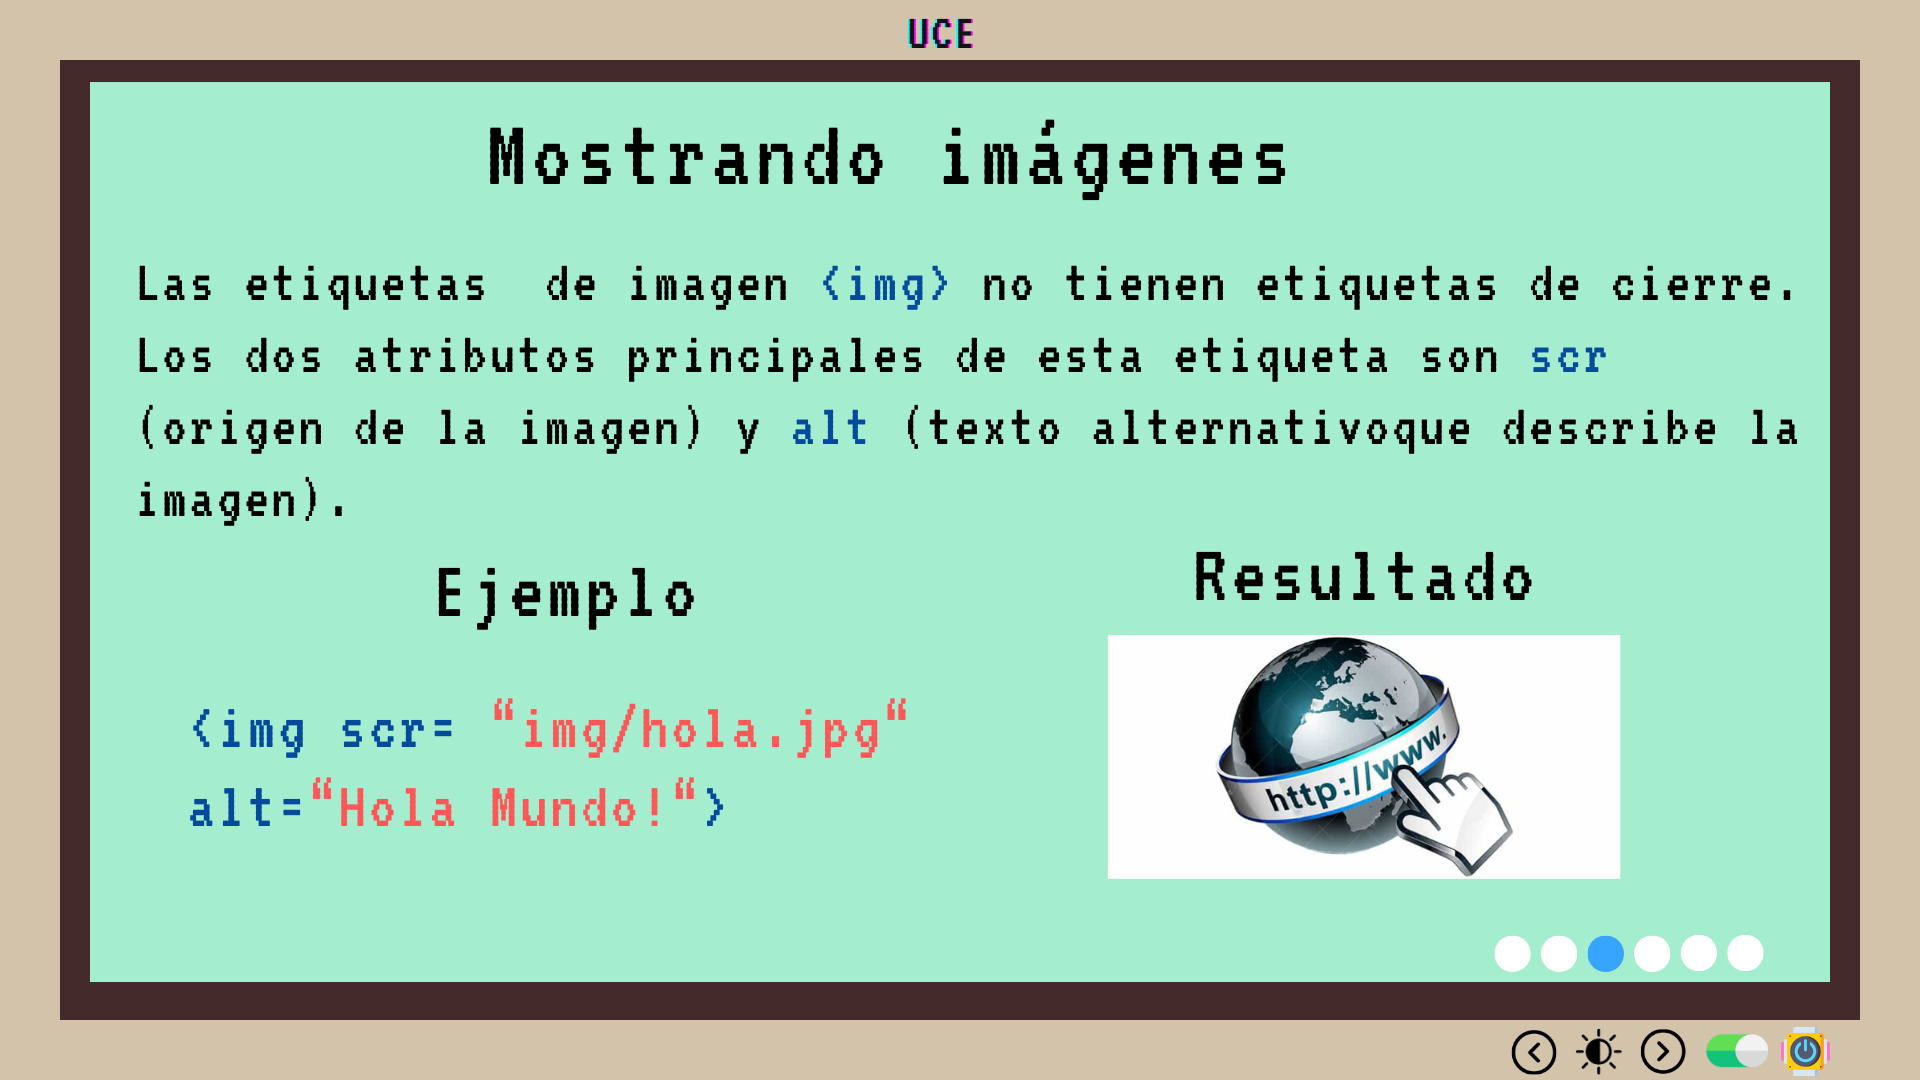 UCE
Mostrando imágenes
Las etiquetas  de imagen <img> no tienen etiquetas de cierre.
Los dos atributos principales de esta etiqueta son scr
(origen de la imagen) y alt (texto alternativoque describe la
imagen).
Ejemplo
<img scr= “img/hola.jpg“
alt=“Hola Mundo!“>
Resultado
http://www.